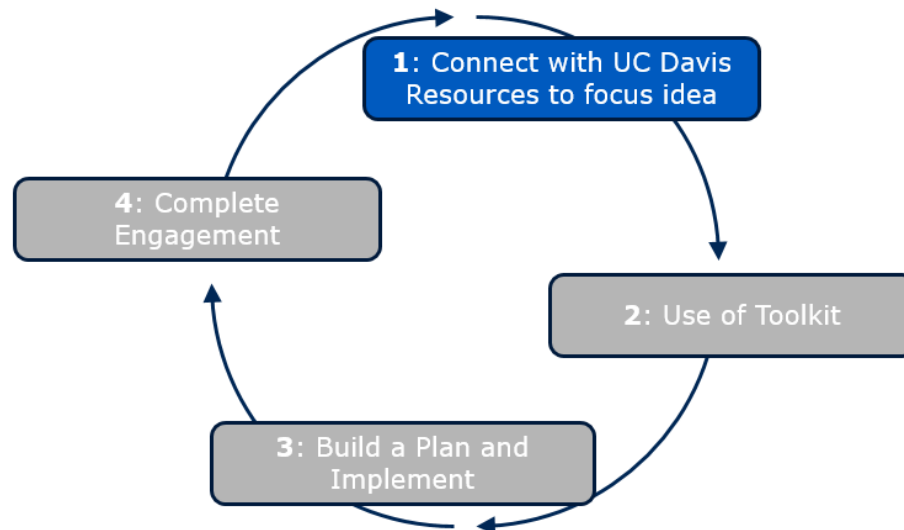 1: Connect with UC Davis
Resources to focus idea
2: Use of Toolkit
3: Build a Plan and
Implement
4: Complete
Engagement